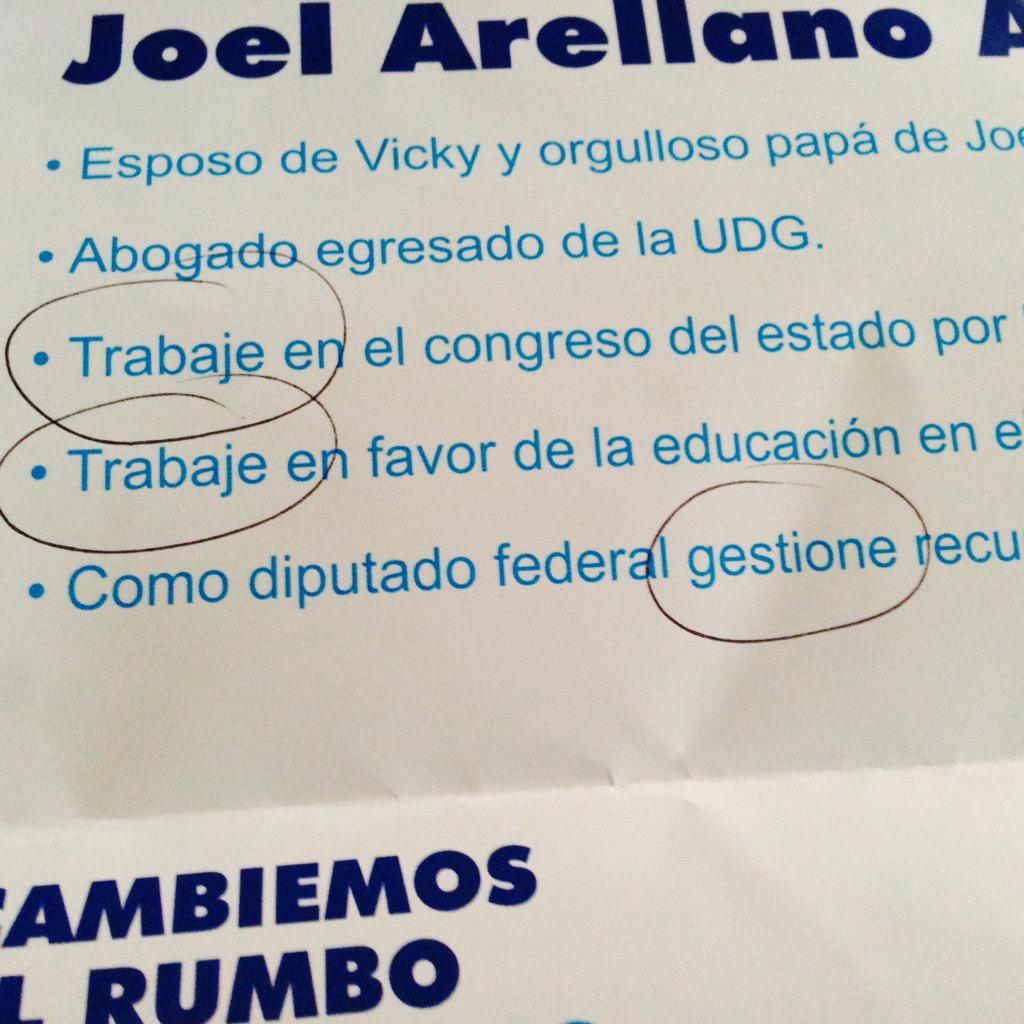 Joel Arellano
• Esposo de Vicky y orgulloso papá de
• Abogado egresado de la UDG.
• Trabaje en el congreso del estado por
• Trabaje en favor de la educación en
• Como diputado federal gestione
CAMBIEMOS
RUMBO